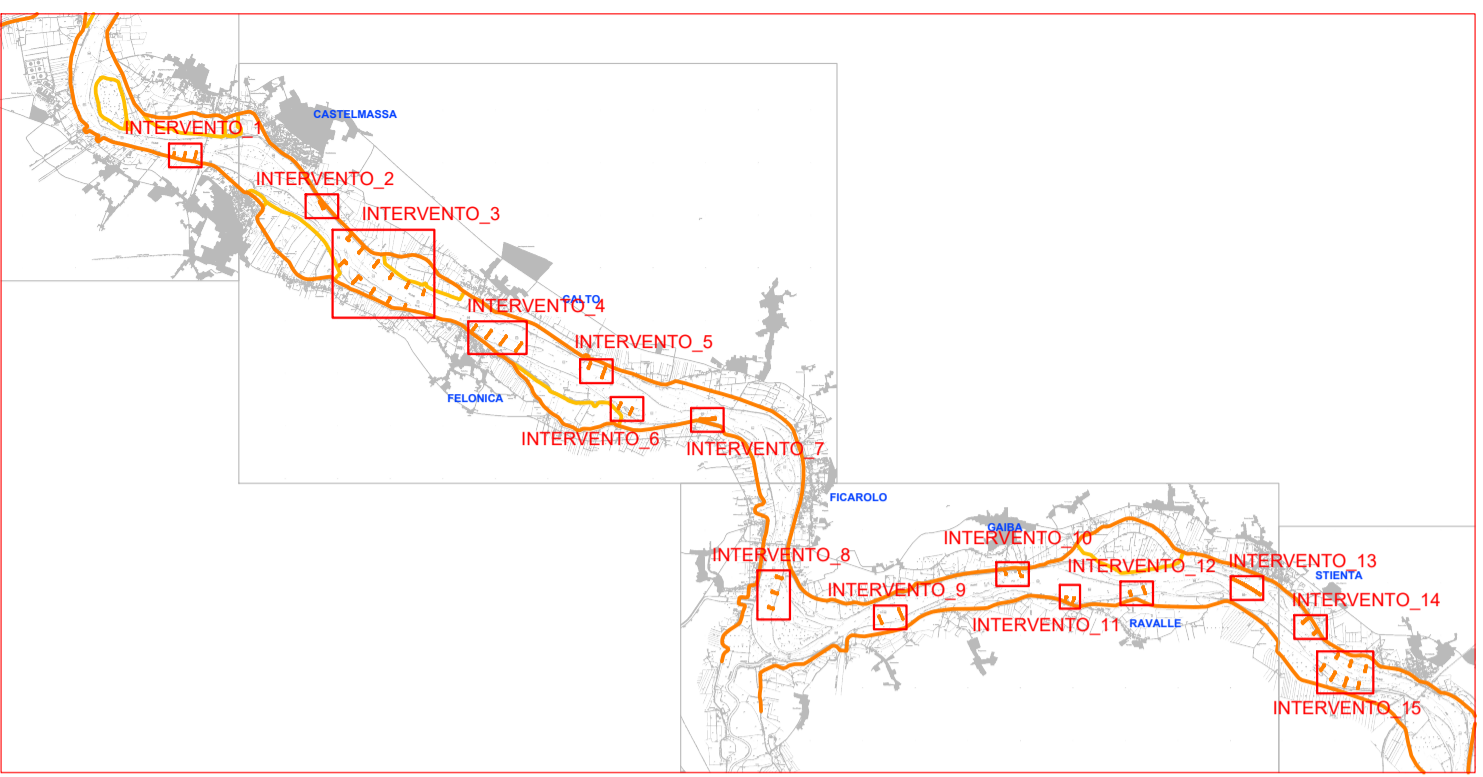 CASTELMASSA
INTERVENTO_1
INTERVENTO_2
INTERVENTO_3
CALTO
INTERVENTO_4
INTERVENTO_5
FELONICA
INTERVENTO_6
INTERVENTO_7
FICAROLO
GAIBA
INTERVENTO_10
INTERVENTO_8
INTERVENTO_12
INTERVENTO_13
STIENTA
INTERVENTO_9
INTERVENTO_14
INTERVENTO_11
RAVALLE
INTERVENTO_15